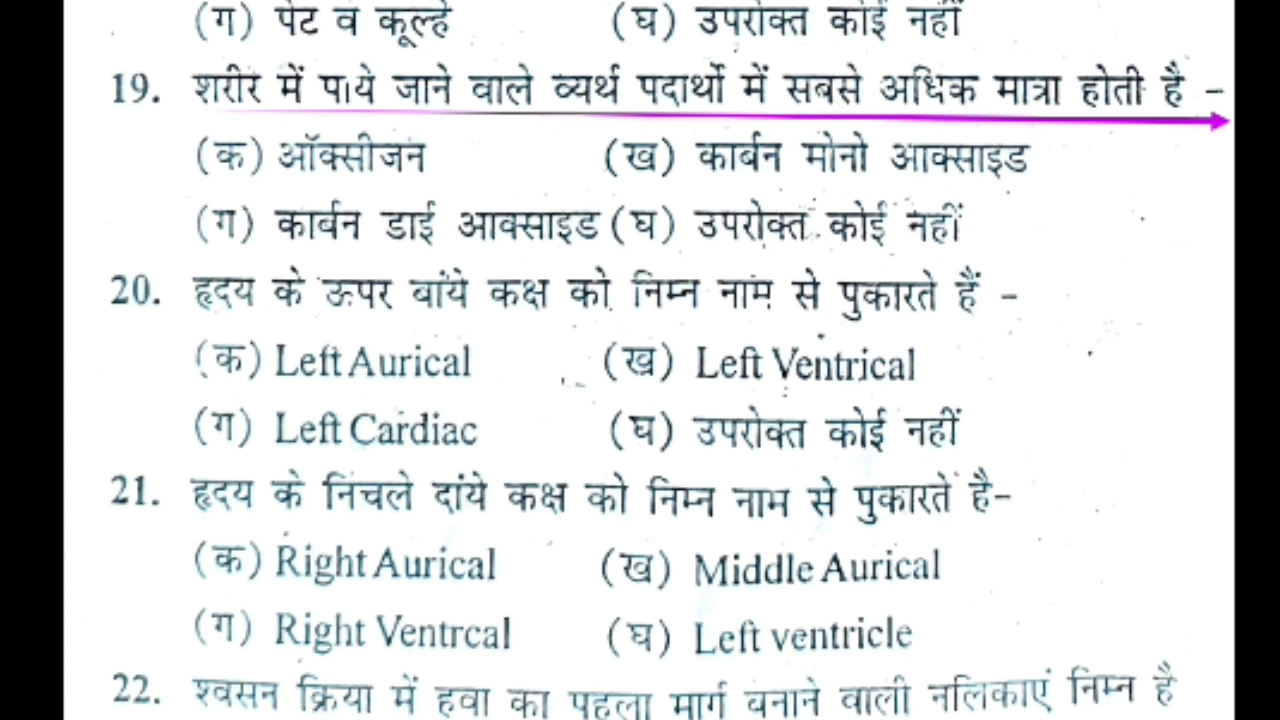 (ग) पेट व कूल्हे (घ) उपरोक्त कोई नहीं
19. शरीर में पाये जाने वाले व्यर्थ पदार्थो में सबसे अधिक मात्रा होती है -
(क) ऑक्सीजन (ख) कार्बन मोनो आक्साइड
(ग) कार्बन डाई आक्साइड (घ) उपरोक्त कोई नहीं
20. हृदय के ऊपर बांये कक्ष को निम्न नाम से पुकारते हैं -
(क) Left Aurical (ख) Left Ventrical
(ग) Left Cardiac (घ) उपरोक्त कोई नहीं
21. हृदय के निचले दांये कक्ष को निम्न नाम से पुकारते है-
(क) Right Aurical (ख) Middle Aurical
(ग) Right Ventrcal (घ) Left ventricle
22. श्वसन क्रिया में हवा का पहला मार्ग बनाने वाली नलिकाएं निम्न है